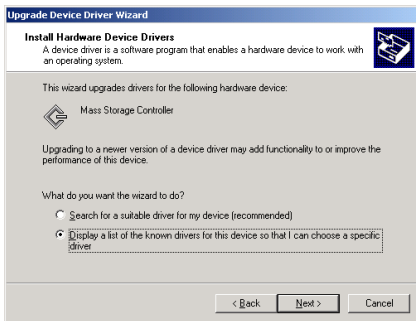 Upgrade Device Driver Wizard
Install Hardware Device Drivers
A device driver is a software program that enables a hardware device to work with
an operating system.
This wizard upgrades drivers for the following hardware device:
Mass Storage Controller
Upgrading to a newer version of a device driver may add functionality to or improve the
performance of this device.
What do you want the wizard to do?
Search for a suitable driver for my device (recommended)
Display a list of the known drivers for this device so that I can choose a specific
driver
< Back Next > Cancel